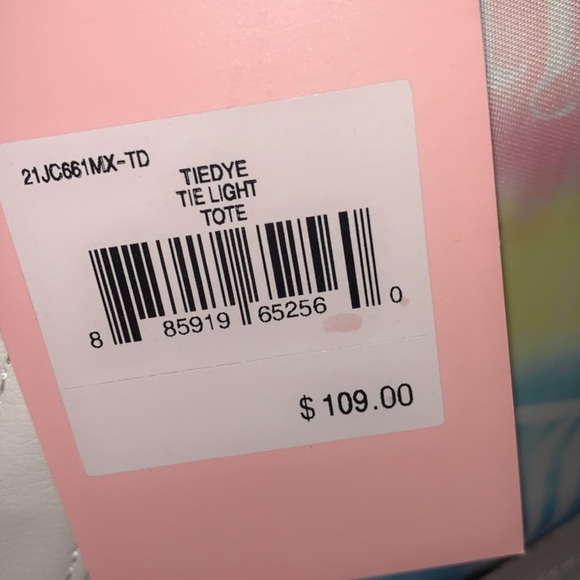 21JC661MX-TD
TIEDYE
TIE LIGHT
TOTE
8 85919 65256 0
$ 109.00